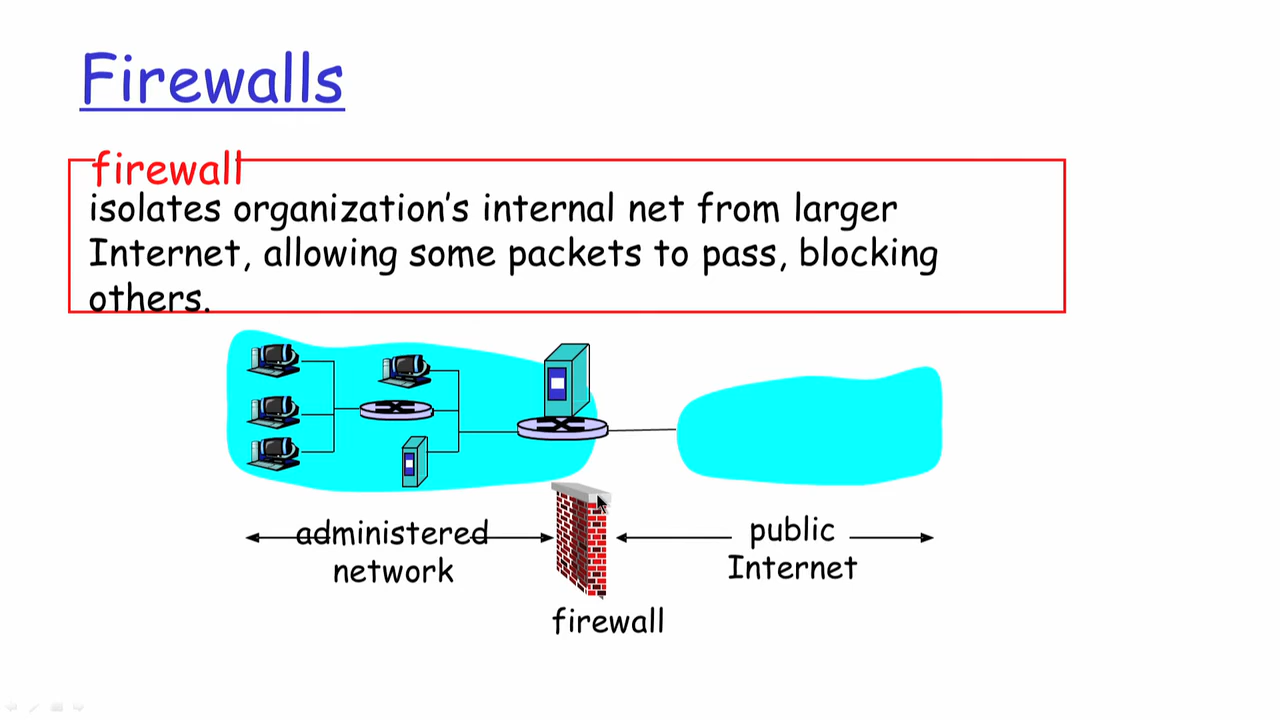 Firewalls
firewall
isolates organization's internal net from larger
Internet, allowing some packets to pass, blocking
others.
administered
network
public
Internet
firewall